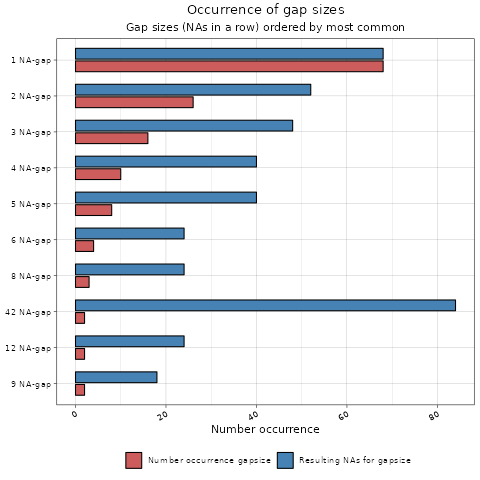 Occurrence of gap sizes
Gap sizes (NAs in a row) ordered by most common
1 NA-gap
2 NA-gap
3 NA-gap
4 NA-gap
5 NA-gap
6 NA-gap
8 NA-gap
42 NA-gap
12 NA-gap
9 NA-gap
0 20 40 60 80
Number occurrence
Number occurrence gapsize Resulting NAs for gapsize